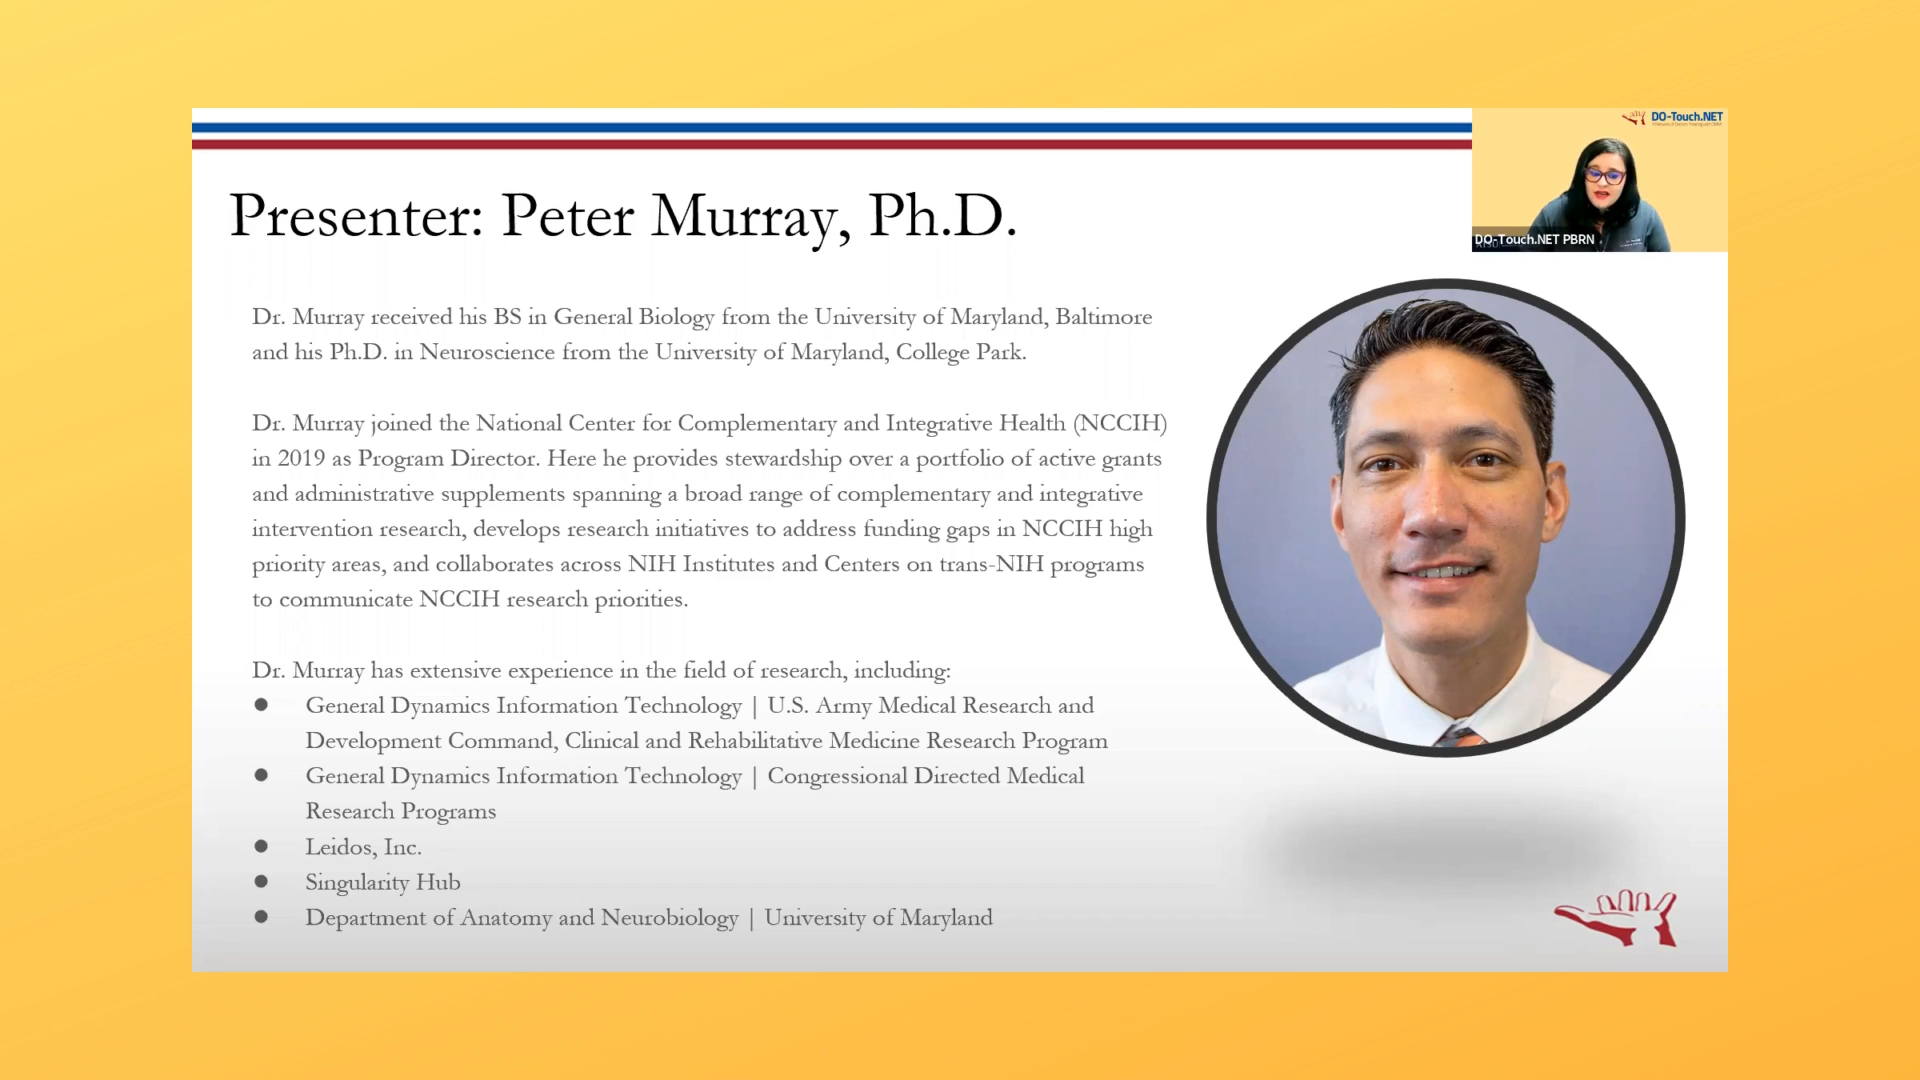 DO-Touch.NET
DO-Touch.NET PBRN
Presenter: Peter Murray, Ph.D.
Dr. Murray received his BS in General Biology from the University of Maryland, Baltimore
and his Ph.D. in Neuroscience from the University of Maryland, College Park.
Dr. Murray joined the National Center for Complementary and Integrative Health (NCCIH)
in 2019 as Program Director. Here he provides stewardship over a portfolio of active grants
and administrative supplements spanning a broad range of complementary and integrative
intervention research, develops research initiatives to address funding gaps in NCCIH high
priority areas, and collaborates across NIH Institutes and Centers on trans-NIH programs
to communicate NCCIH research priorities.
Dr. Murray has extensive experience in the field of research, including:
● General Dynamics Information Technology | U.S. Army Medical Research and
Development Command, Clinical and Rehabilitative Medicine Research Program
● General Dynamics Information Technology | Congressional Directed Medical
Research Programs
● Leidos, Inc.
● Singularity Hub
● Department of Anatomy and Neurobiology | University of Maryland